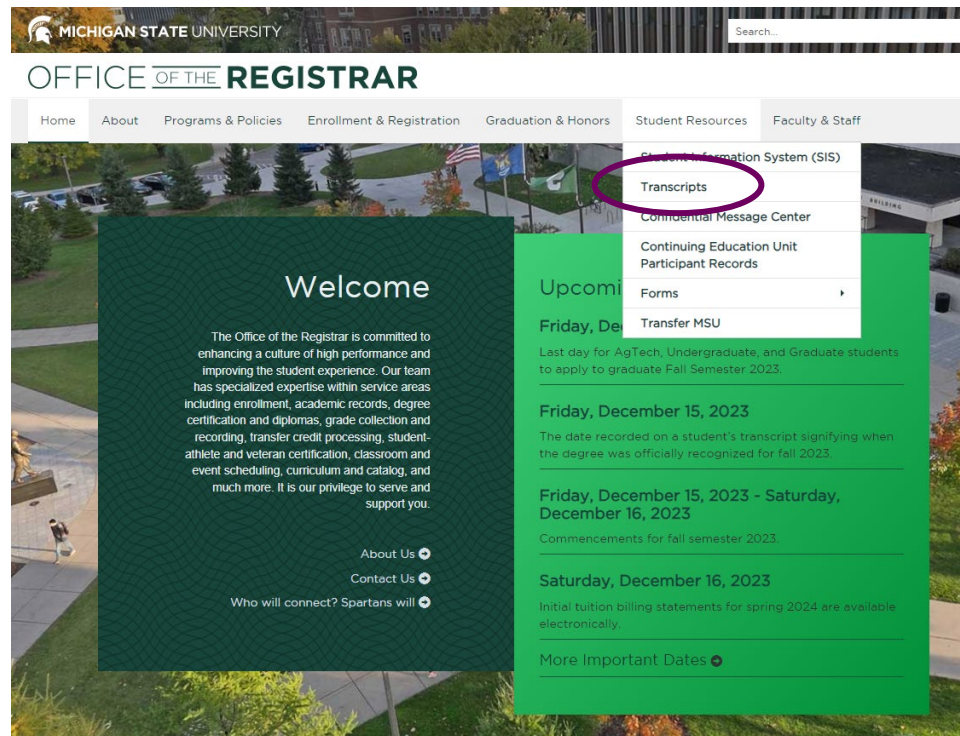 MICHIGAN STATE UNIVERSITY
Search...
OFFICE OF THE REGISTRAR
Home About Programs & Policies Enrollment & Registration Graduation & Honors Student Resources Faculty & Staff
Student Information System (SIS)
Transcripts
Confidential Message Center
Continuing Education Unit
Participant Records
Forms
Transfer MSU
BUILDING
Welcome
The Office of the Registrar is committed to
enhancing a culture of high performance and
improving the student experience. Our team
has specialized expertise within service areas
including enrollment, academic records, degree
certification and diplomas, grade collection and
recording, transfer credit processing, student-
athlete and veteran certification, classroom and
event scheduling, curriculum and catalog, and
much more. It is our privilege to serve and
support you.
About Us
Contact Us
Who will connect? Spartans will
Upcomi
Friday, De
Last day for AgTech, Undergraduate, and Graduate students
to apply to graduate Fall Semester 2023.
Friday, December 15, 2023
The date recorded on a student's transcript signifying when
the degree was officially recognized for fall 2023.
Friday, December 15, 2023 - Saturday,
December 16, 2023
Commencements for fall semester 2023.
Saturday, December 16, 2023
Initial tuition billing statements for spring 2024 are available
electronically.
More Important Dates